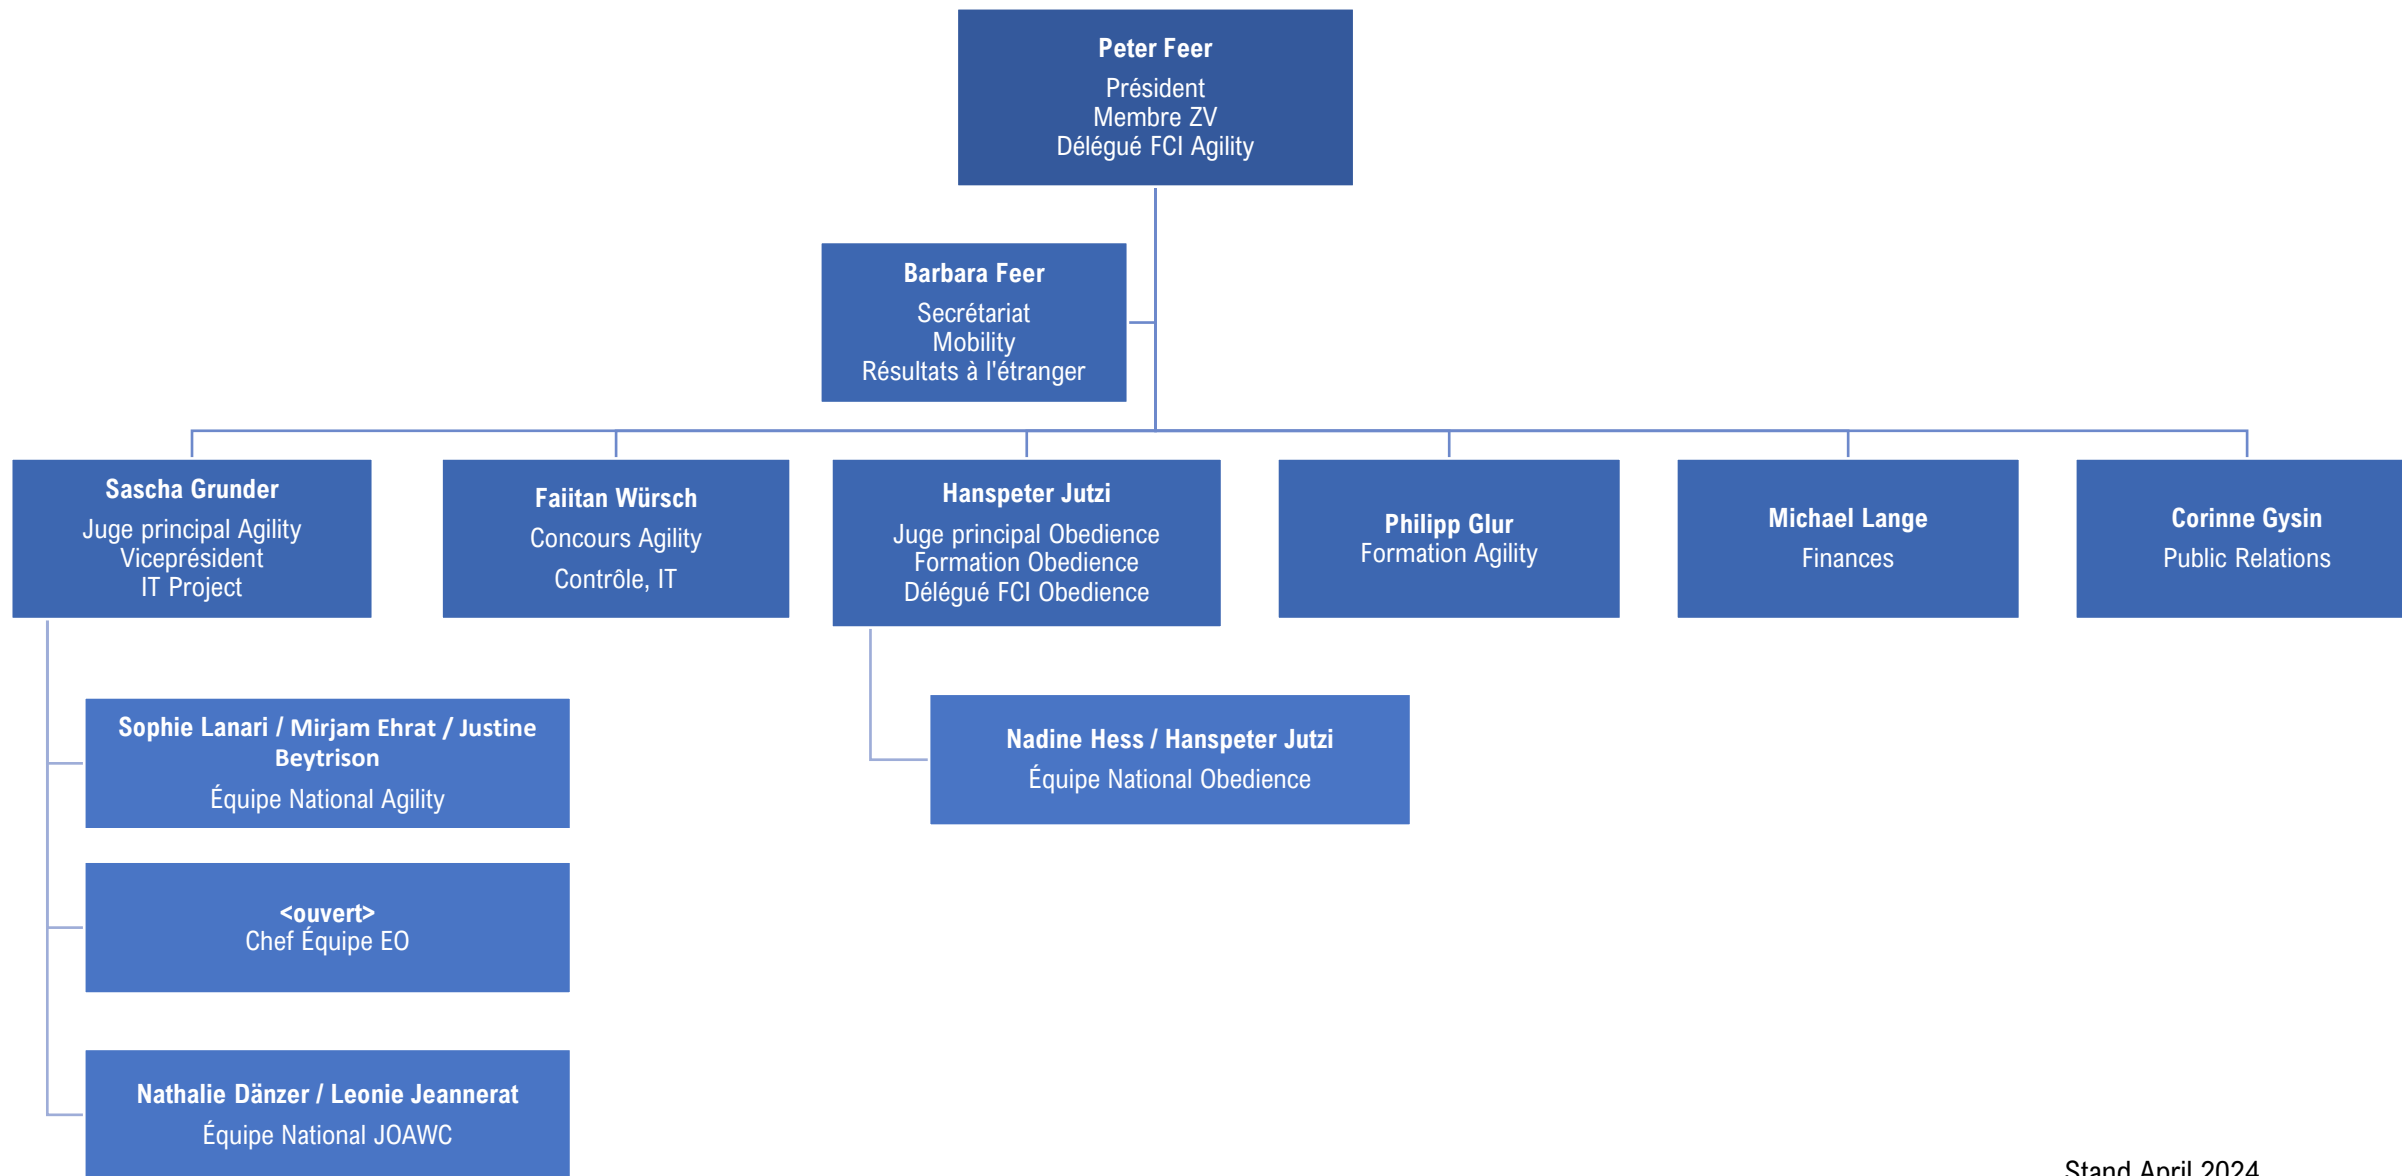 Peter Feer
Président
Membre ZV
Délégué FCI Agility
Barbara Feer
Secrétariat
Mobility
Résultats à l'étranger
Sascha Grunder
Juge principal Agility
Viceprésident
IT Project
Faiitan Würsch
Concours Agility
Contrôle, IT
Hanspeter Jutzi
Juge principal Obedience
Formation Obedience
Délégué FCI Obedience
Philipp Glur
Formation Agility
Michael Lange
Finances
Corinne Gysin
Public Relations
Sophie Lanari / Mirjam Ehrat / Justine
Beytrison
Équipe National Agility
Nadine Hess / Hanspeter Jutzi
Équipe National Obedience
<ouvert>
Chef Équipe EO
Nathalie Dänzer / Leonie Jeannerat
Équipe National JOAWC
Stand April 2024